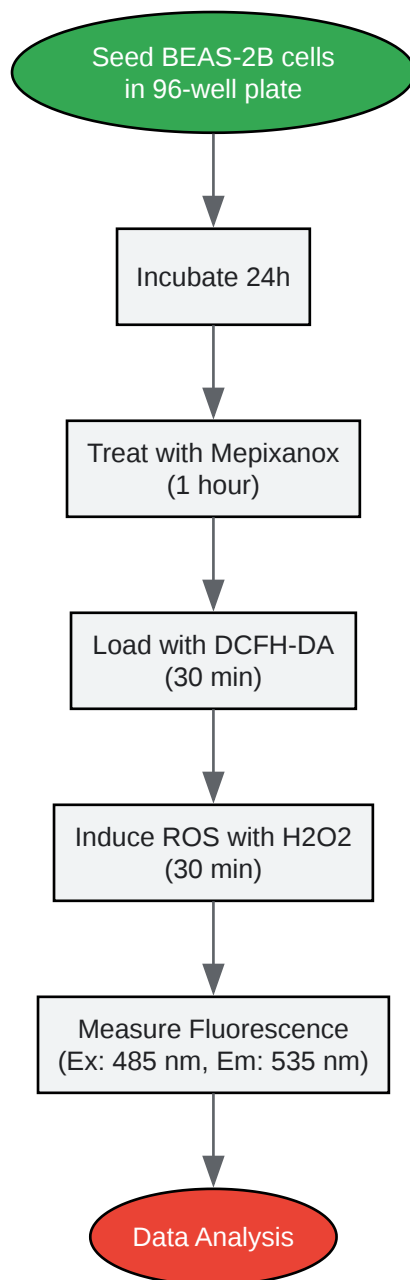 Seed BEAS-2B cells
in 96-well plate
Incubate 24h
Treat with Mepixanox
(1 hour)
Load with DCFH-DA
(30 min)
Induce ROS with H2O2
(30 min)
Measure Fluorescence
(Ex: 485 nm, Em: 535 nm)
Data Analysis